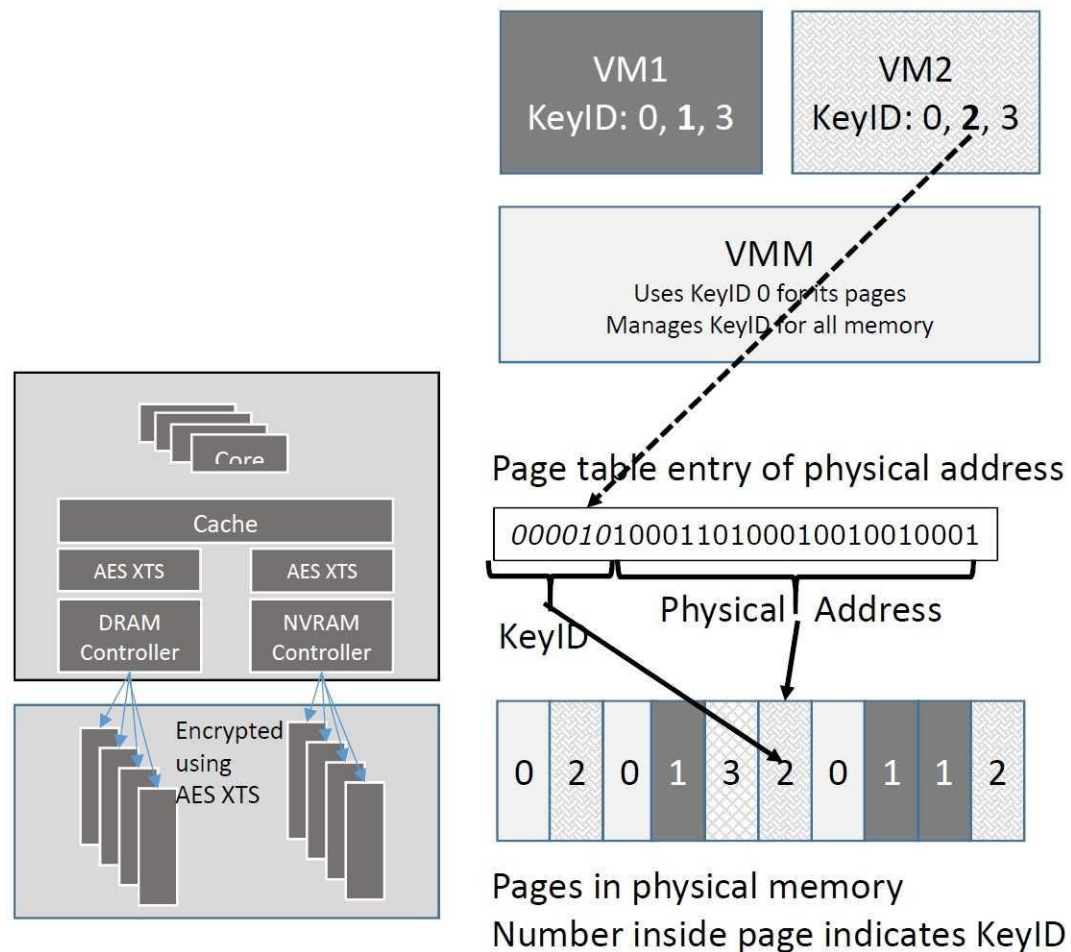 VM1
KeyID: 0, 1, 3
VM2
KeyID: 0, 2, 3
VMM
Uses KeyID 0 for its pages
Manages KeyID for all memory
Core
Cache
AES XTS
AES XTS
DRAM
Controller
NVRAM
Controller
Encrypted
using
AES XTS
Page table entry of physical address
000010100011010001001001 0001
KeyID
Physical Address
0 2 0 1 3 2 0 1 1 2
Pages in physical memory
Number inside page indicates KeyID